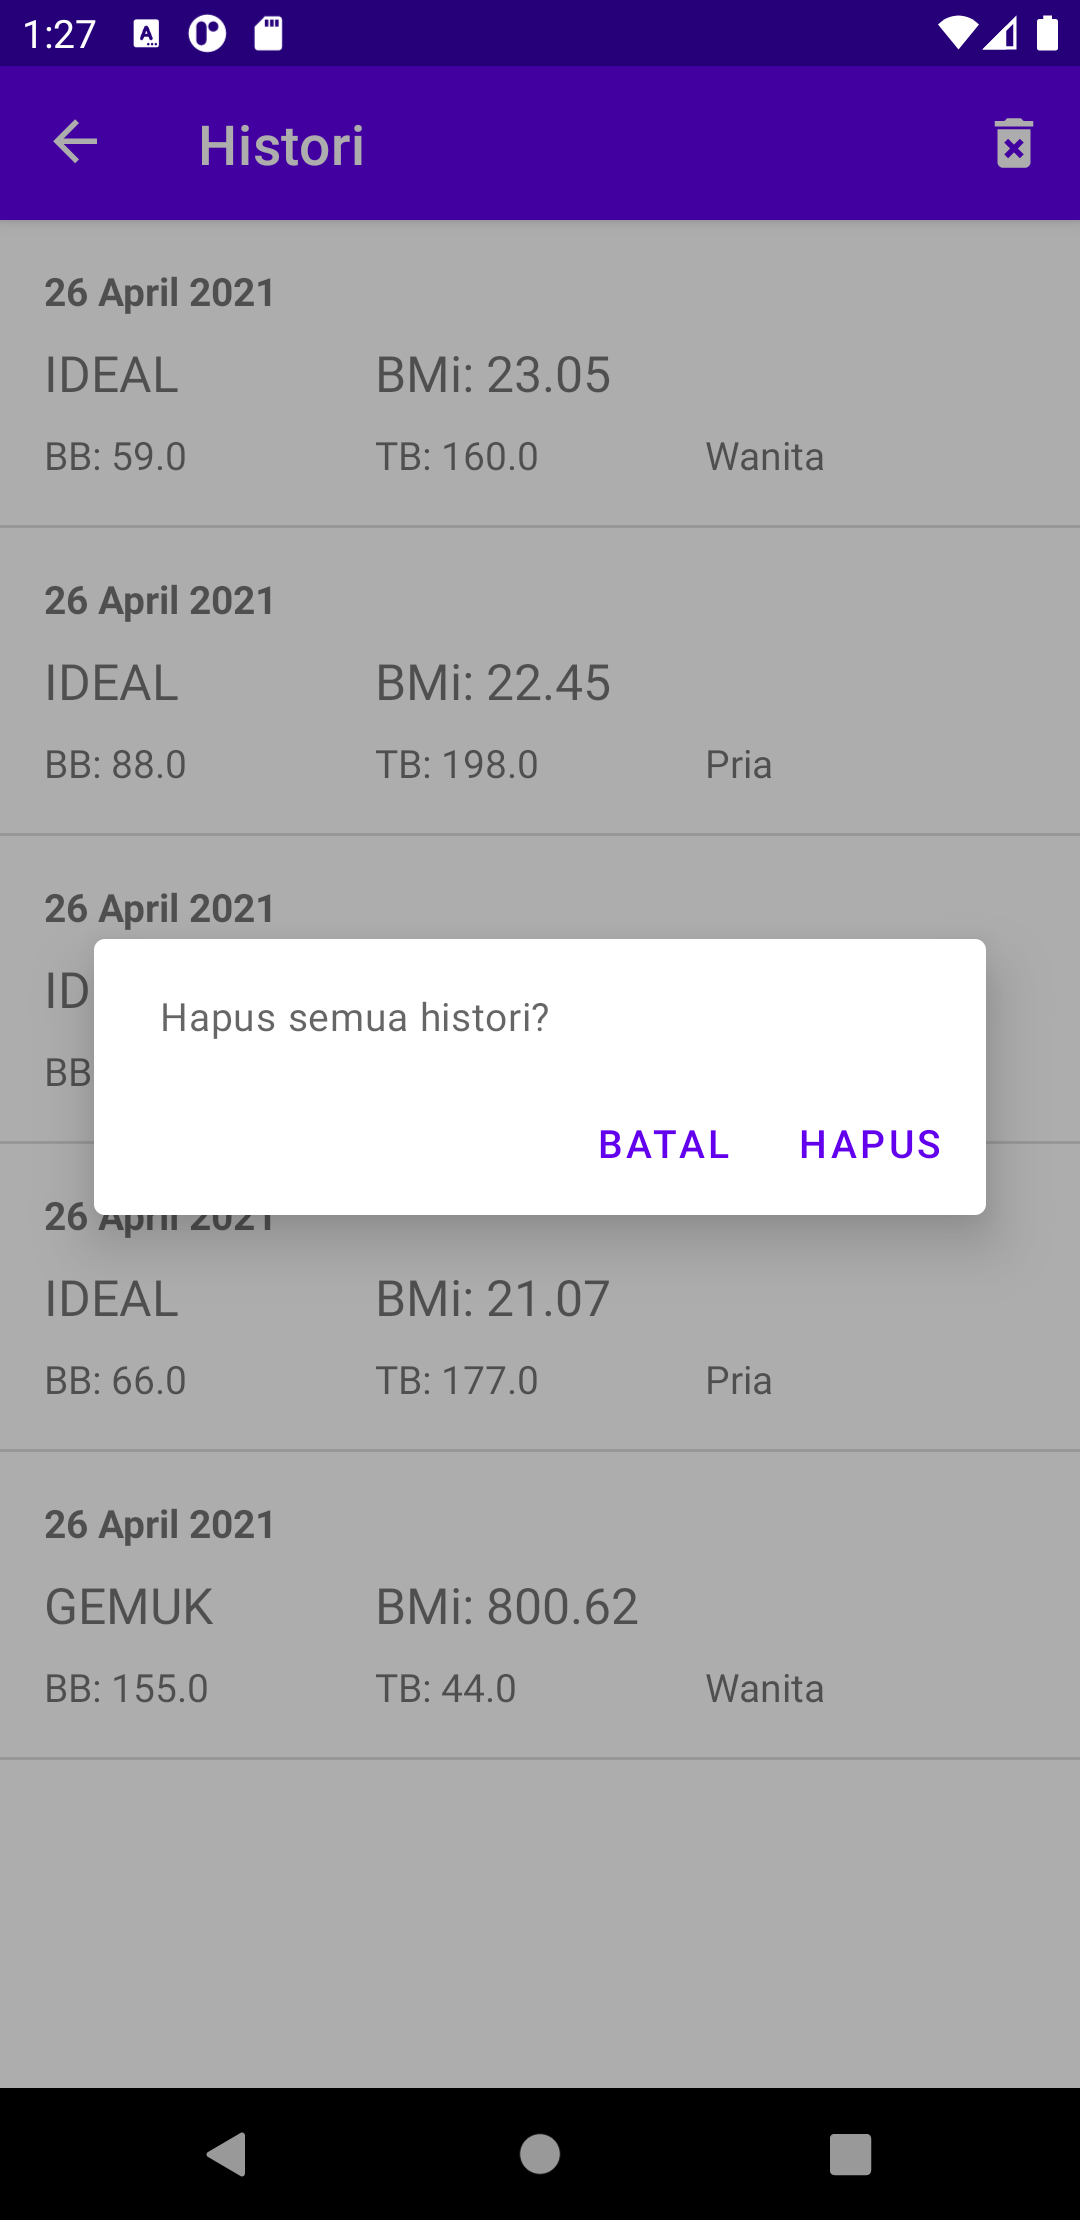 1:27
Histori
26 April 2021
IDEAL BMi: 23.05
BB: 59.0 TB: 160.0 Wanita
26 April 2021
IDEAL BMi: 22.45
BB: 88.0 TB: 198.0 Pria
26 April 2021
ID
BB
Hapus semua histori?
BATAL HAPUS
26 April 2021
IDEAL BMi: 21.07
BB: 66.0 TB: 177.0 Pria
26 April 2021
GEMUK BMi: 800.62
BB: 155.0 TB: 44.0 Wanita